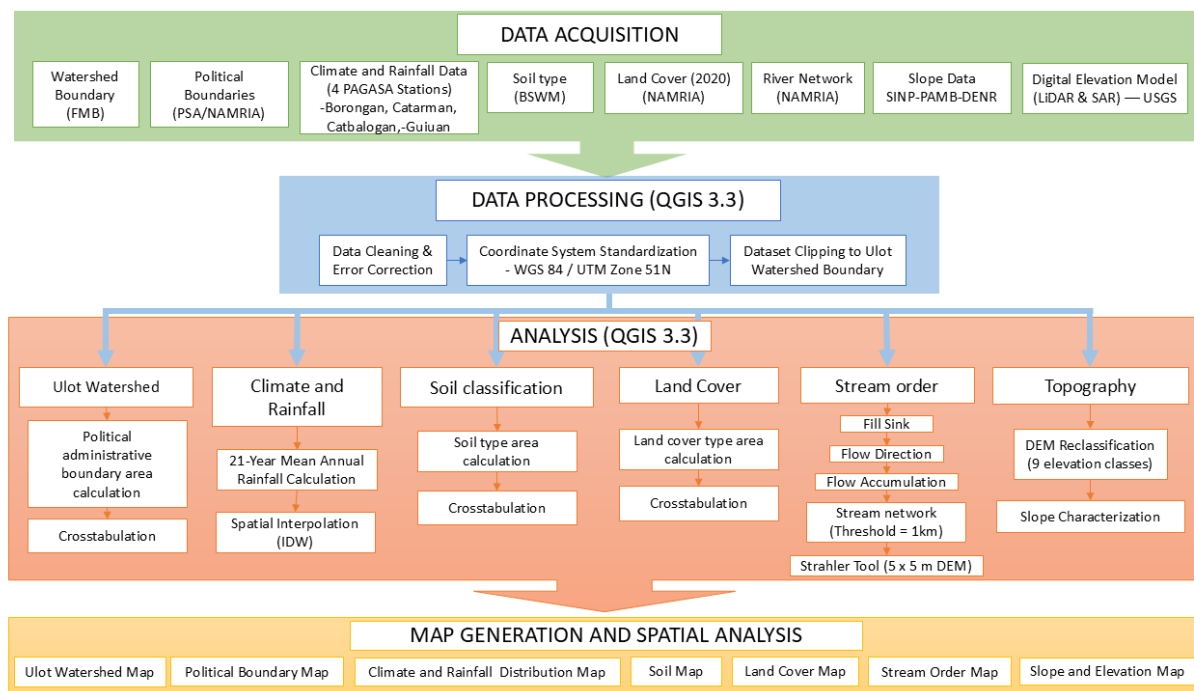 DATA ACQUISITION
Watershed
Boundary
(FMB)
Political
Boundaries
(PSA/NAMRIA)
Climate and Rainfall Data
(4 PAGASA Stations)
-Borongan, Catarman,
Catbalogan,-Guiuan
Soil type
(BSWM)
Land Cover (2020)
(NAMRIA)
River Network
(NAMRIA)
Slope Data
SINP-PAMB-DENR
Digital Elevation Model
(LiDAR & SAR) — USGS
DATA PROCESSING (QGIS 3.3)
Data Cleaning &
Error Correction
Coordinate System Standardization
- WGS 84 / UTM Zone 51N
Dataset Clipping to Ulot
Watershed Boundary
ANALYSIS (QGIS 3.3)
Ulot Watershed
Political
administrative
boundary area
calculation
Crosstabulation
Climate and
Rainfall
21-Year Mean Annual
Rainfall Calculation
Spatial Interpolation
(IDW)
Soil classification
Soil type area
calculation
Crosstabulation
Land Cover
Land cover type area
calculation
Crosstabulation
Stream order
Fill Sink
Flow Direction
Flow Accumulation
Stream network
(Threshold = 1km)
Strahler Tool (5 x 5 m DEM)
Topography
DEM Reclassification
(9 elevation classes)
Slope Characterization
MAP GENERATION AND SPATIAL ANALYSIS
Ulot Watershed Map
Political Boundary Map
Climate and Rainfall Distribution Map
Soil Map
Land Cover Map
Stream Order Map
Slope and Elevation Map